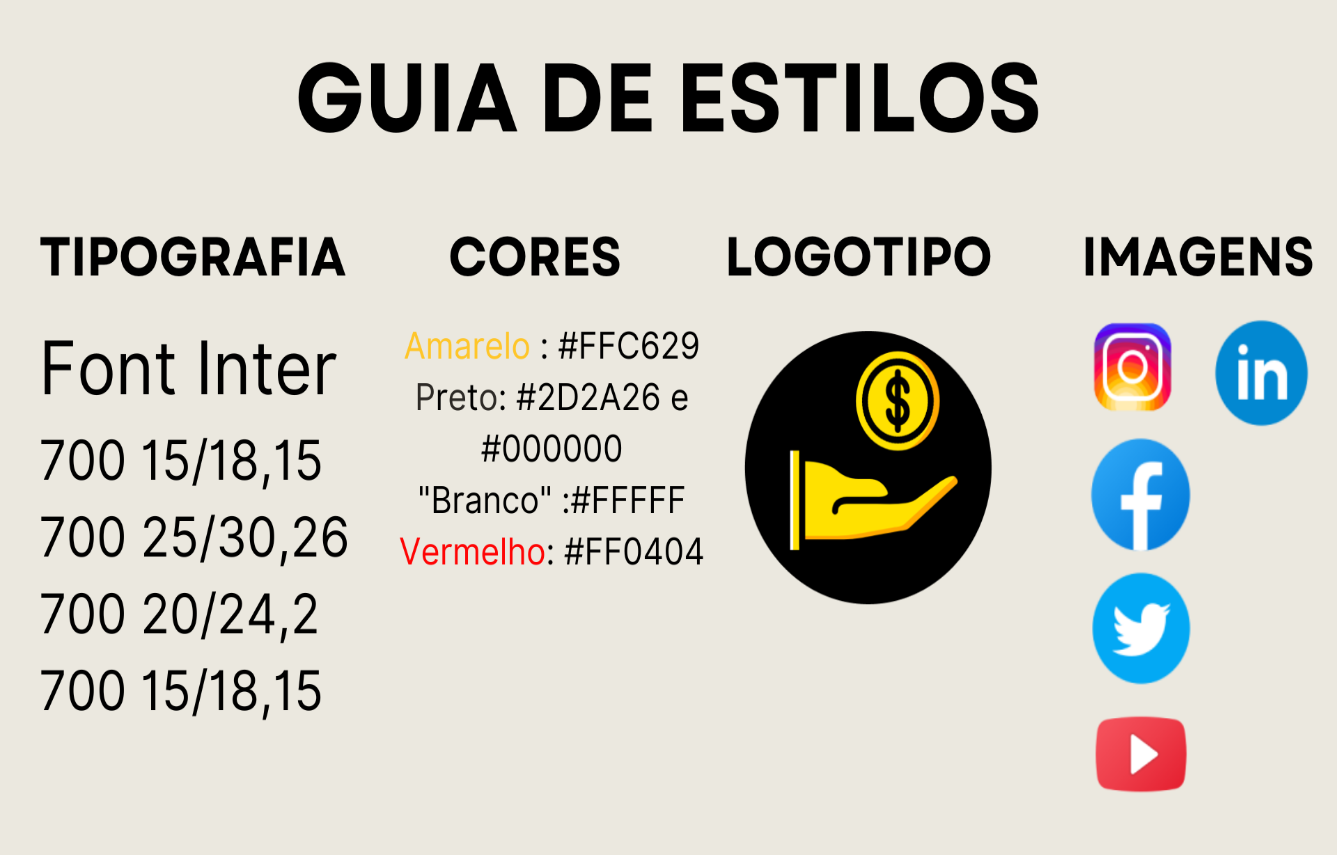 GUIA DE ESTILOS
TIPOGRAFIA
Font Inter
700 15/18,15
700 25/30,26
700 20/24,2
700 15/18,15
CORES
Amarelo : #FFC629
Preto: #2D2A26 e
#000000
"Branco" :#FFFFF
Vermelho: #FF0404
LOGOTIPO
$
IMAGENS
in
f